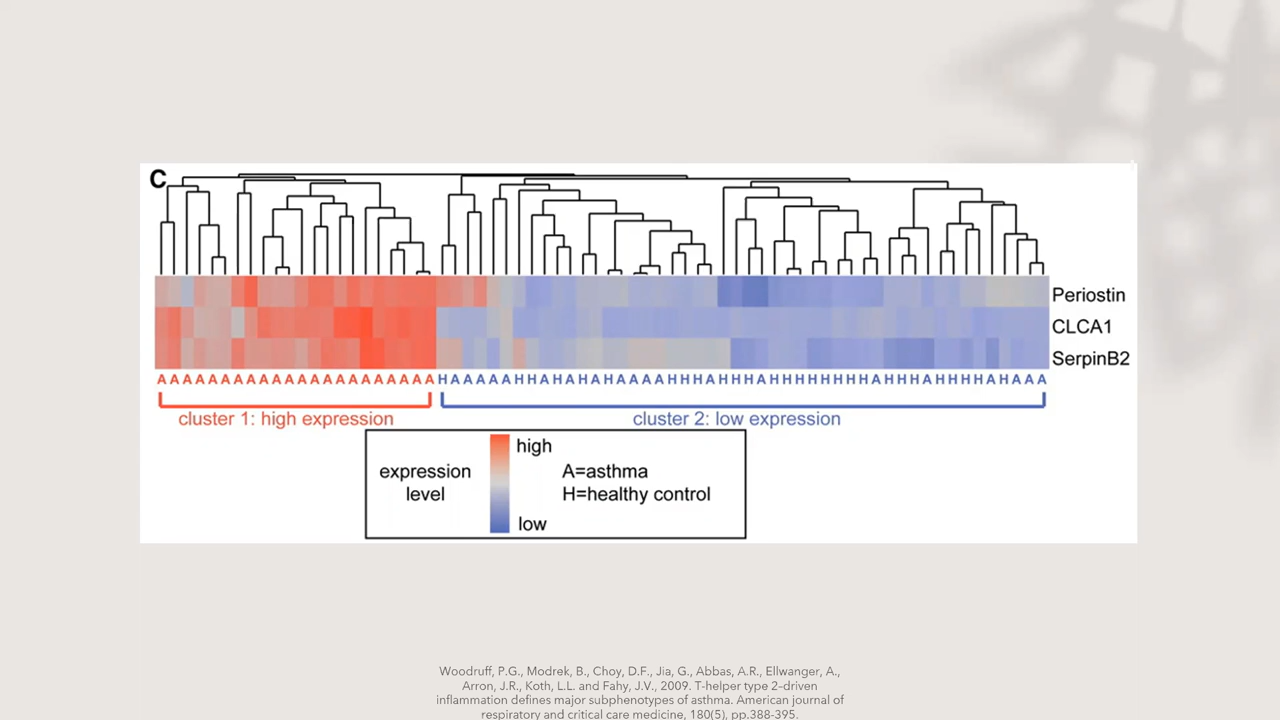 C
Periostin
CLCA1
SerpinB2
A A A A A A A A A A A A A A A A A A A A A A H A A A A A H H A H A H A H A A A A H H H A H H H A H H H H H H H H A H H H A H H H H A H A A A
cluster 1: high expression
cluster 2: low expression
expression level
high
low
A=asthma
H=healthy control
Woodruff, P.G., Modrek, B., Choy, D.F., Jia, G., Abbas, A.R., Ellwanger, A.,
Arron, J.R., Koth, L.L. and Fahy, J.V., 2009. T-helper type 2–driven
inflammation defines major subphenotypes of asthma. American journal of
respiratory and critical care medicine, 180(5), pp.388-395.